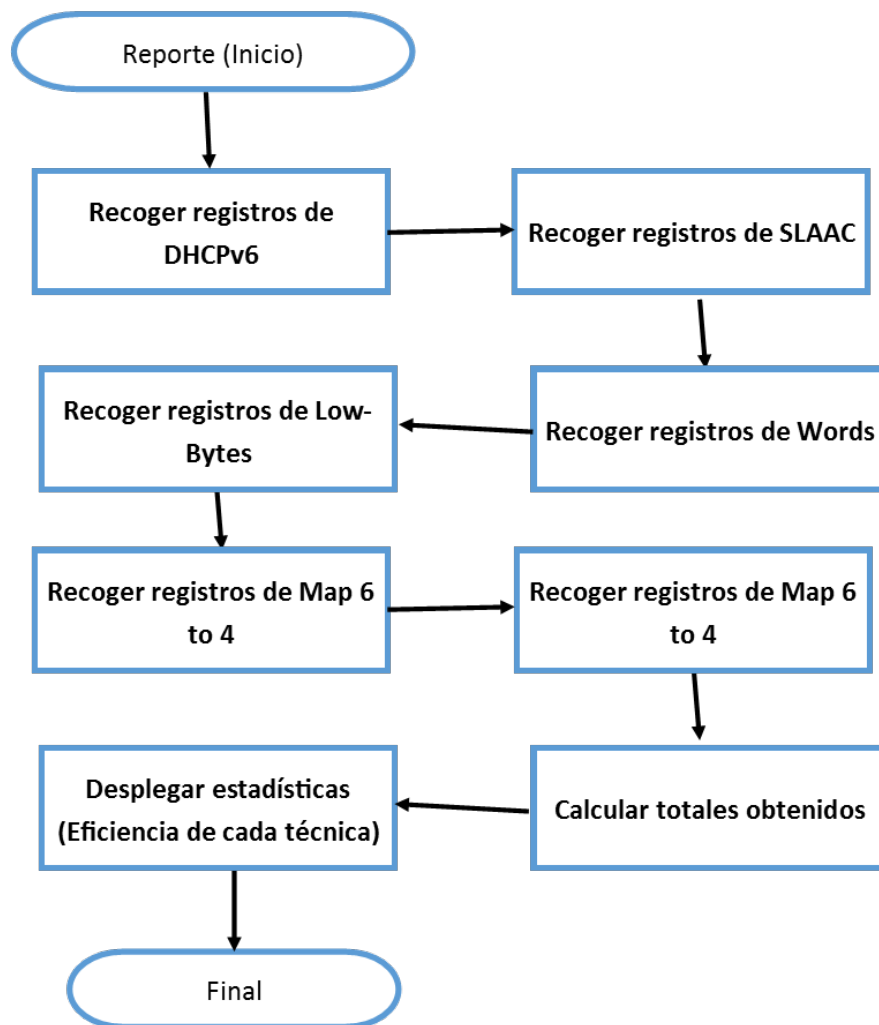 Reporte (Inicio)
Recoger registros de
DHCPv6
Recoger registros de SLAAC
Recoger registros de Words
Recoger registros de Low-
Bytes
Recoger registros de Map 6
to 4
Recoger registros de Map 6
to 4
Calcular totales obtenidos
Desplegar estadísticas
(Eficiencia de cada técnica)
Final